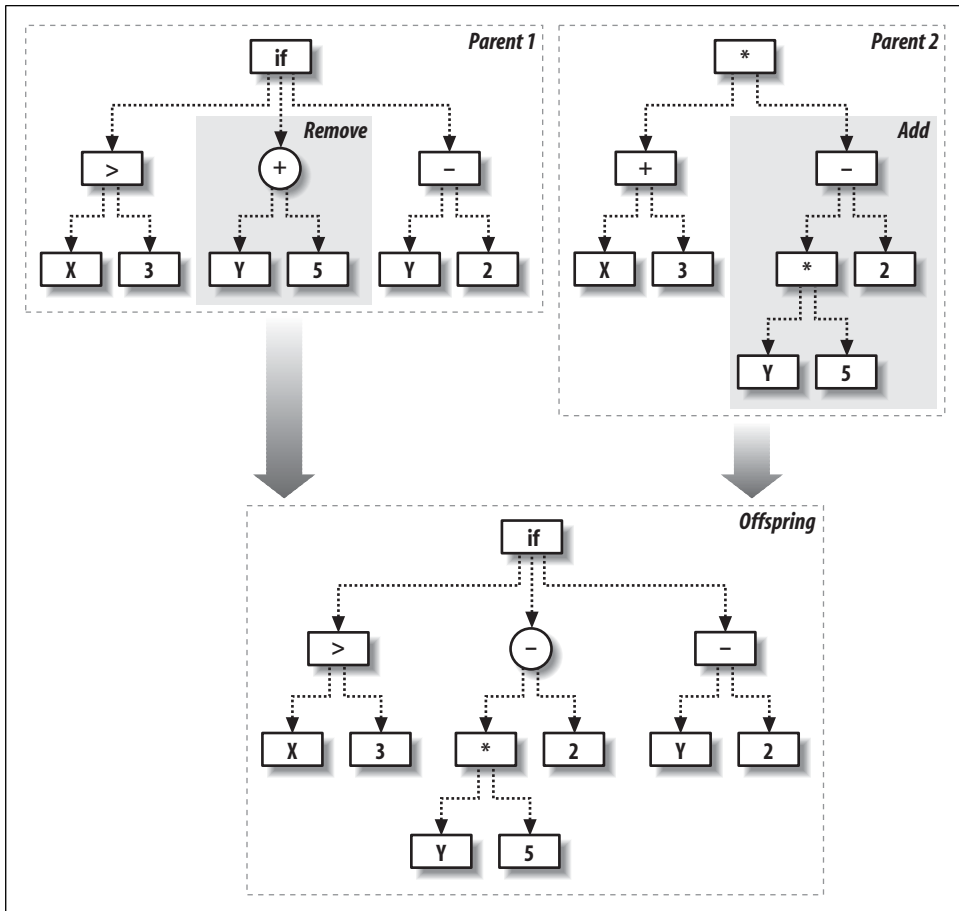 Parent 1
if
Remove
> + –
X 3 Y 5 Y 2
Parent 2
*
Add
+ –
X 3 * 2
Y 5
Offspring
if
> – –
X 3 * 2 Y 2
Y 5